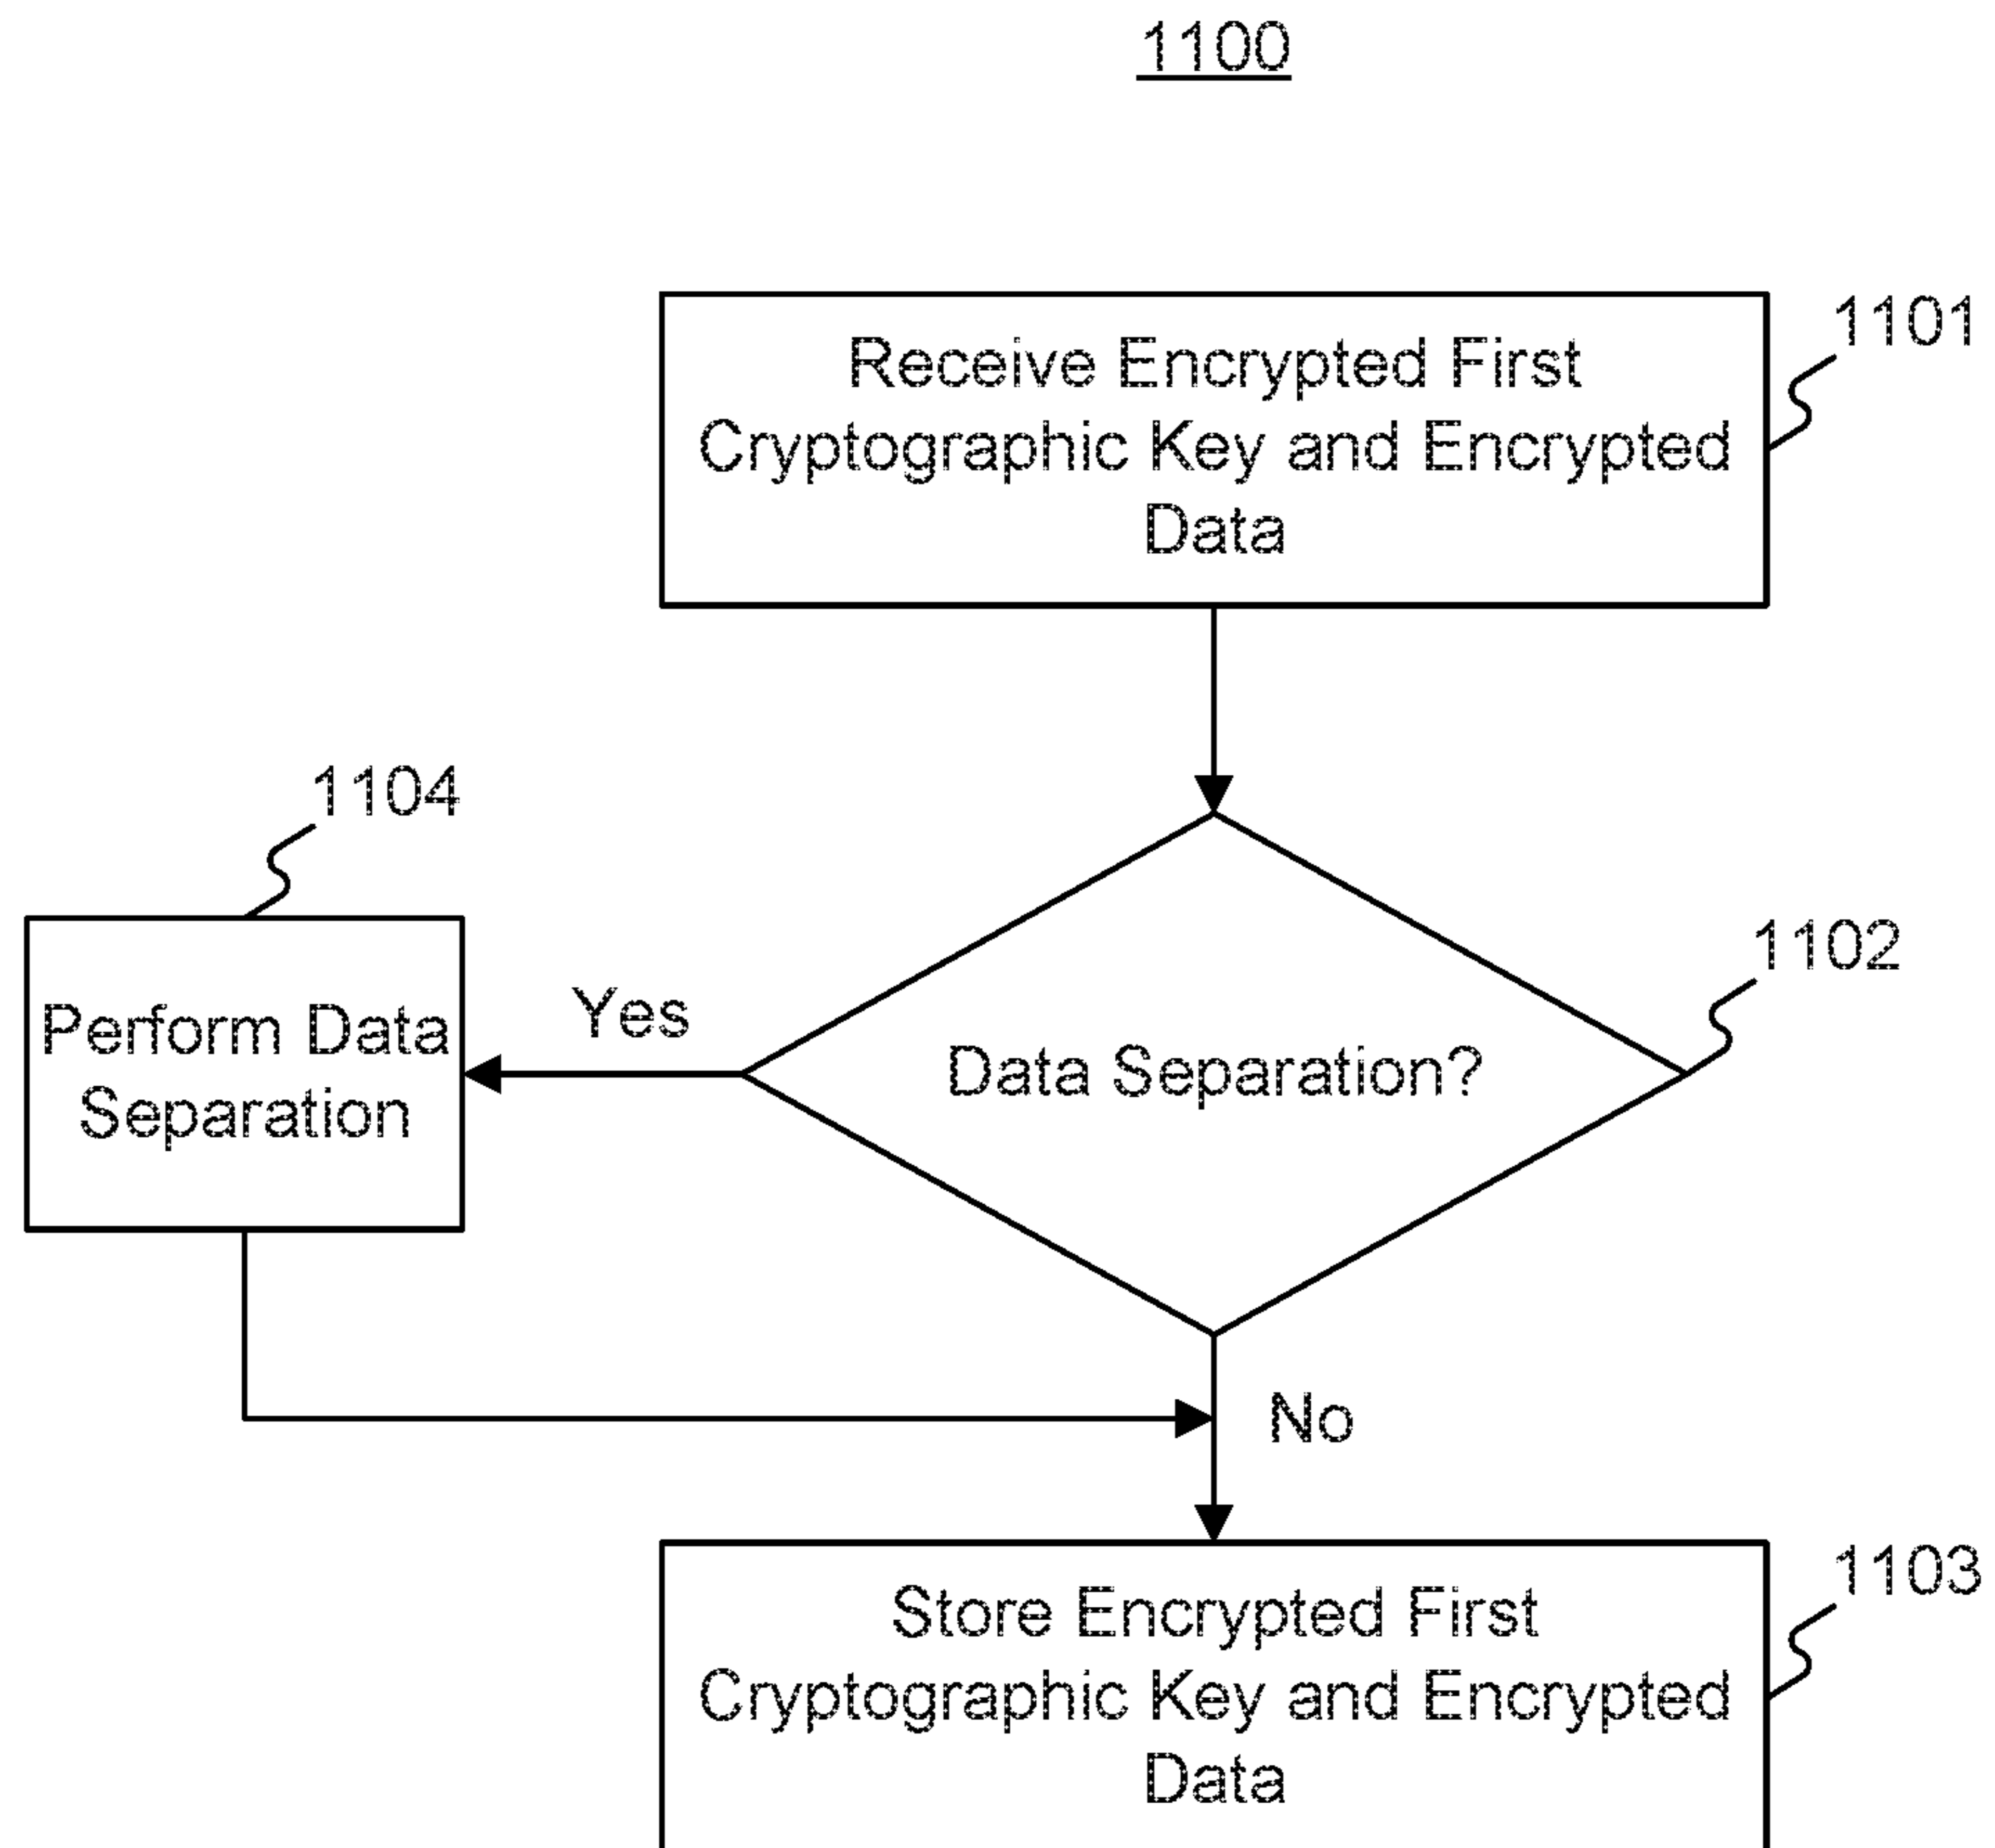 1100
Receive Encrypted First
Cryptographic Key and Encrypted
Data
1101
1104
Perform Data
Separation
Yes
Data Separation?
1102
No
Store Encrypted First
Cryptographic Key and Encrypted
Data
1103